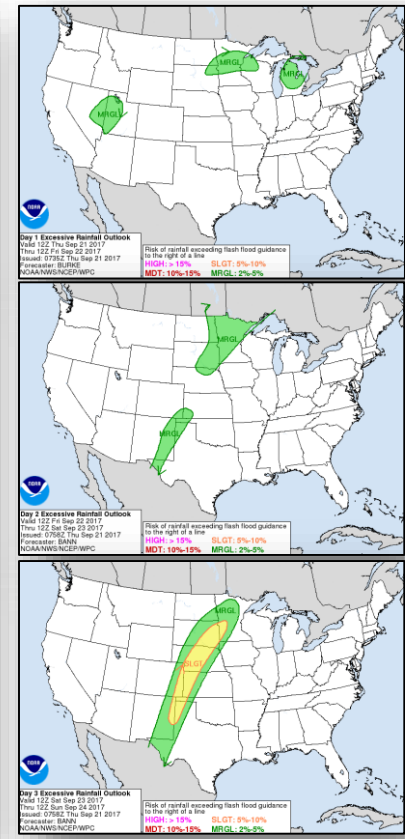 MRGL
MRGL
MRGL
noaa
Day 1 Excessive Rainfall Outlook
Valid 12Z Thu Sep 21 2017
Thru 12Z Fri Sep 22 2017
Issued: 0735Z Thu Sep 21 2017
Forecaster: BURKE
NOAA/NWS/NCEP/WPC
Risk of rainfall exceeding flash flood guidance
to the right of a line
HIGH: > 15% SLGT: 5%-10%
MDT: 10%-15% MRGL: 2%-5%
MRGL
MRGL
noaa
Day 2 Excessive Rainfall Outlook
Valid 12Z Fri Sep 22 2017
Thru 12Z Sat Sep 23 2017
Issued: 0758Z Thu Sep 21 2017
Forecaster: BANN
NOAA/NWS/NCEP/WPC
Risk of rainfall exceeding flash flood guidance
to the right of a line
HIGH: > 15% SLGT: 5%-10%
MDT: 10%-15% MRGL: 2%-5%
MRGL
SLGT
noaa
Day 3 Excessive Rainfall Outlook
Valid 12Z Sat Sep 23 2017
Thru 12Z Sun Sep 24 2017
Issued: 0758Z Thu Sep 21 2017
Forecaster: BANN
NOAA/NWS/NCEP/WPC
Risk of rainfall exceeding flash flood guidance
to the right of a line
HIGH: > 15% SLGT: 5%-10%
MDT: 10%-15% MRGL: 2%-5%